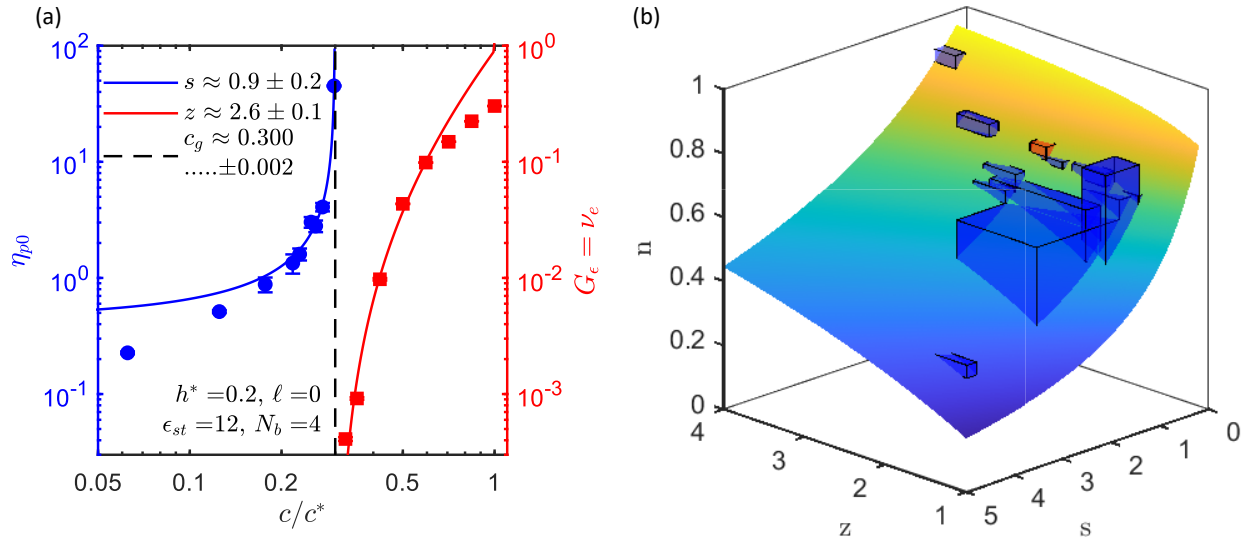 (a)
(b)
10^2
10^1
10^0
10^-1
η_p0
s ≈ 0.9 ± 0.2
z ≈ 2.6 ± 0.1
c_g ≈ 0.300
.....±0.002
h* =0.2, ℓ =0
ϵ_st =12, N_b =4
10^0
10^-1
10^-2
10^-3
G_ϵ = ν_e
0.05 0.1 0.2 0.5 1
c/c*
1
0.8
0.6
0.4
0.2
0
n
4 3 2 1
z
5 4 3 2 1 0
s